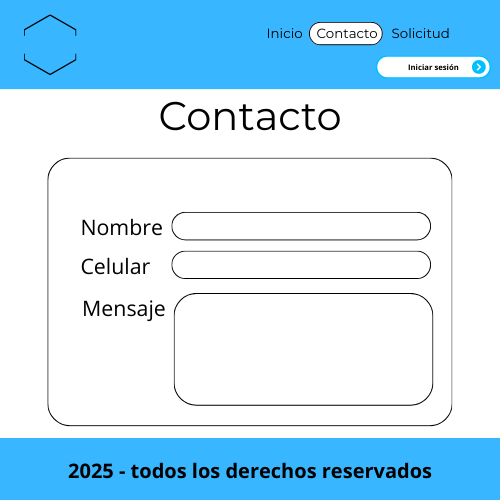 Inicio Contacto Solicitud
Iniciar sesión
Contacto
Nombre
Celular
Mensaje
2025 - todos los derechos reservados